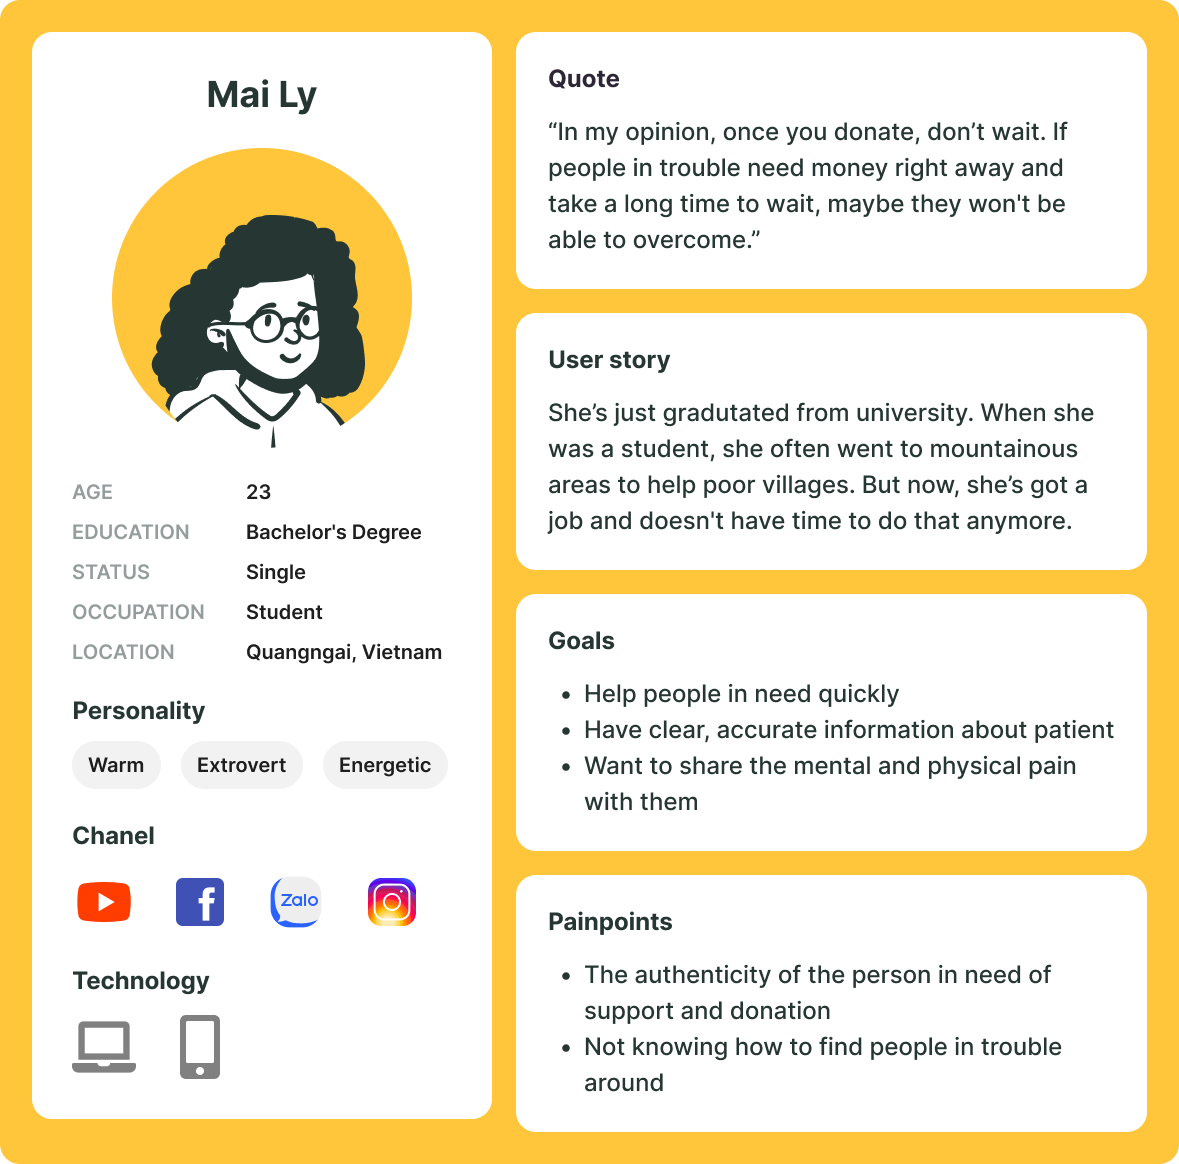 Mai Ly
AGE 23
EDUCATION Bachelor's Degree
STATUS Single
OCCUPATION Student
LOCATION Quangngai, Vietnam
Personality
Warm Extrovert Energetic
Chanel
Zalo
Technology
Quote
“In my opinion, once you donate, don’t wait. If
people in trouble need money right away and
take a long time to wait, maybe they won't be
able to overcome.”
User story
She’s just gradutated from university. When she
was a student, she often went to mountainous
areas to help poor villages. But now, she’s got a
job and doesn't have time to do that anymore.
Goals
• Help people in need quickly
• Have clear, accurate information about patient
• Want to share the mental and physical pain
with them
Painpoints
• The authenticity of the person in need of
support and donation
• Not knowing how to find people in trouble
around